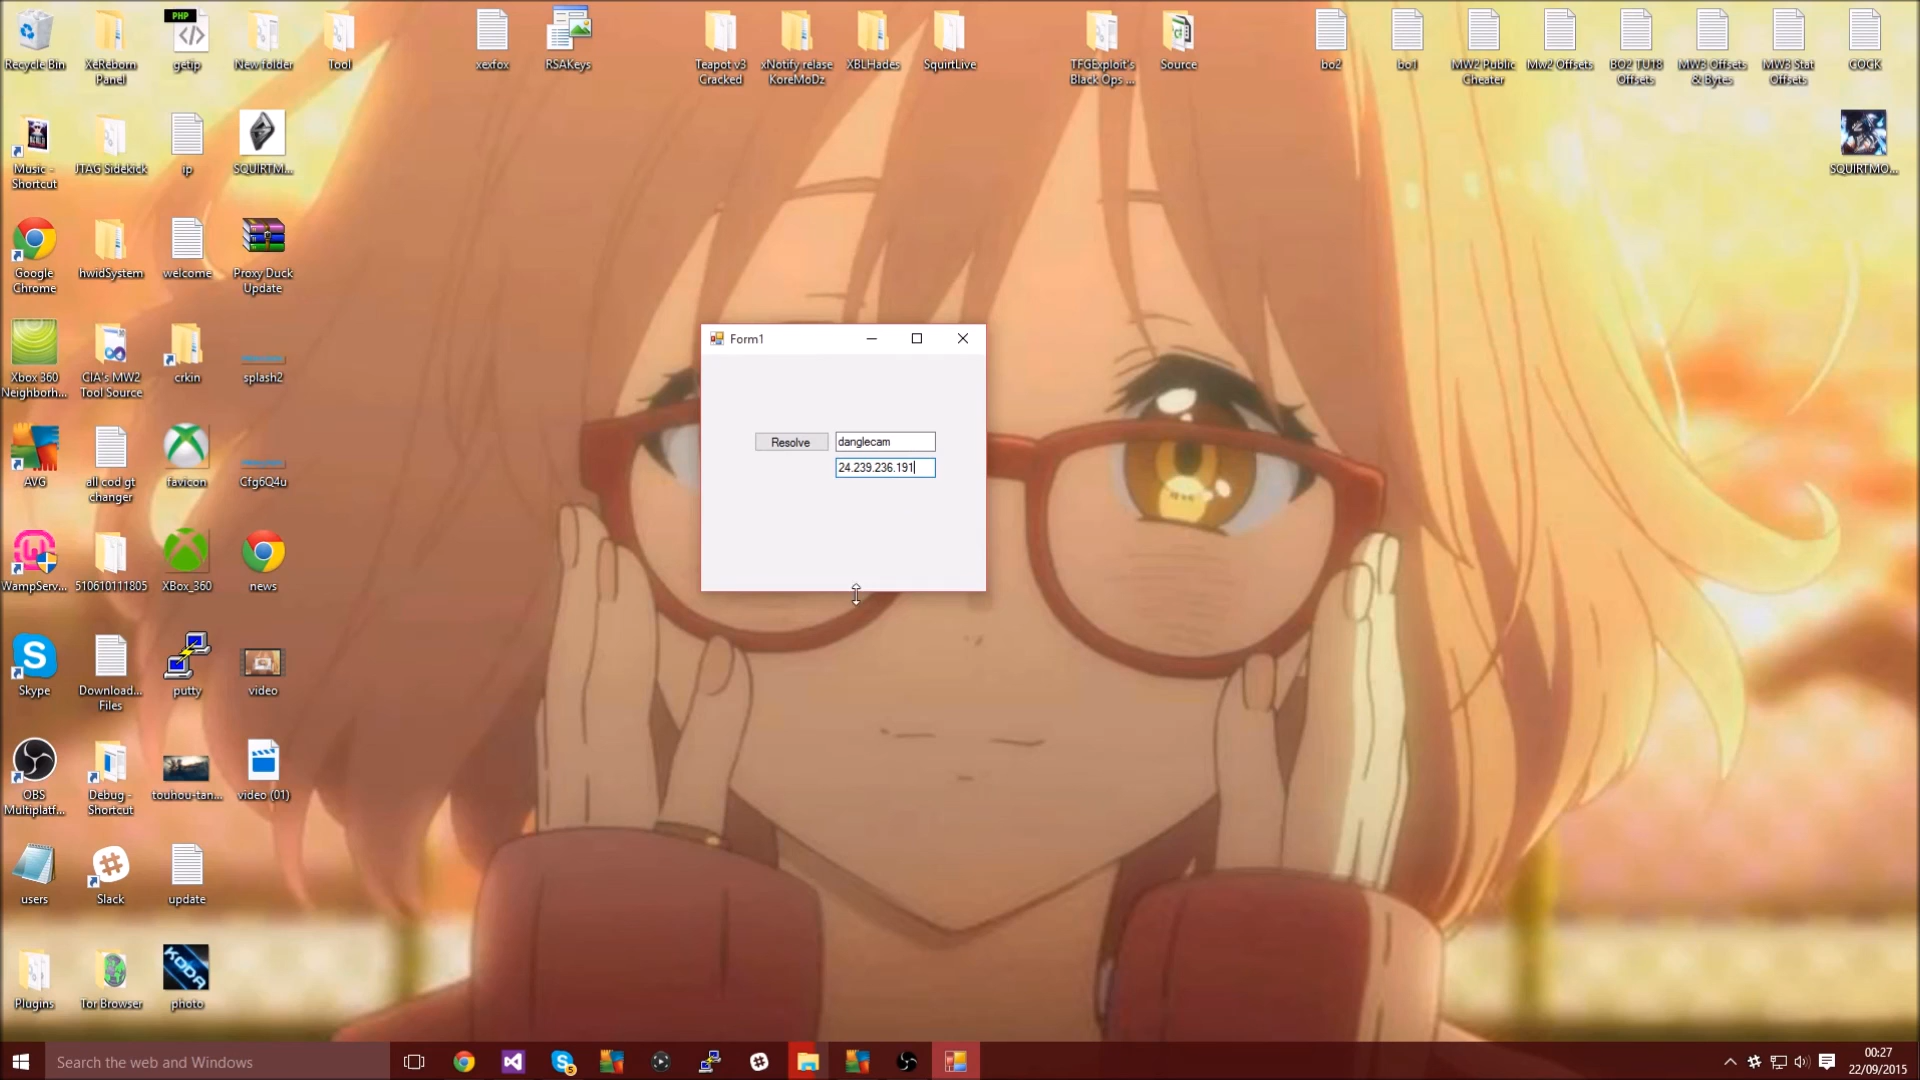 Recycle Bin
XeReborn
Panel
PHP
getip
New folder
Tool
xexfox
RSAKeys
Teapot v3
Cracked
xNotify relase
KoreMoDz
XBLHades
SquirtLive
TFGExploit's
Black Ops ...
Source
bo2
bo1
MW2 Public
Cheater
Mw2 Offsets
BO2 TU18
Offsets
MW3 Offsets
& Bytes
MW3 Stat
Offsets
COCK
Music -
Shortcut
JTAG Sidekick
ip
SQUIRTM...
SQUIRTMO...
Google
Chrome
hwidSystem
welcome
Proxy Duck
Update
Xbox 360
Neighborh...
CIA's MW2
Tool Source
crkin
splash2
Form1
Resolve
danglecam
24.239.236.191
AVG
all cod gt
changer
favicon
Cfg6Q4u
WampServ...
510610111805
XBox_360
news
Skype
Download...
Files
putty
video
OBS
Multiplatf...
Debug -
Shortcut
touhou-tan...
video (01)
users
Slack
update
Plugins
Tor Browser
KODA
photo
Search the web and Windows
5
00:27
22/09/2015